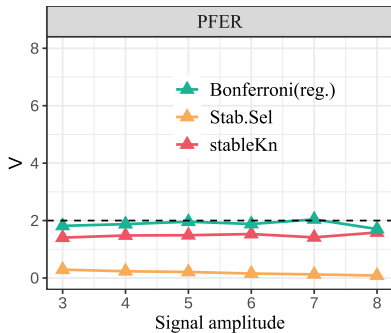 PFER
8
6
4
2
0
V
Bonferroni(reg.)
Stab.Sel
stableKn
3 4 5 6 7 8
Signal amplitude